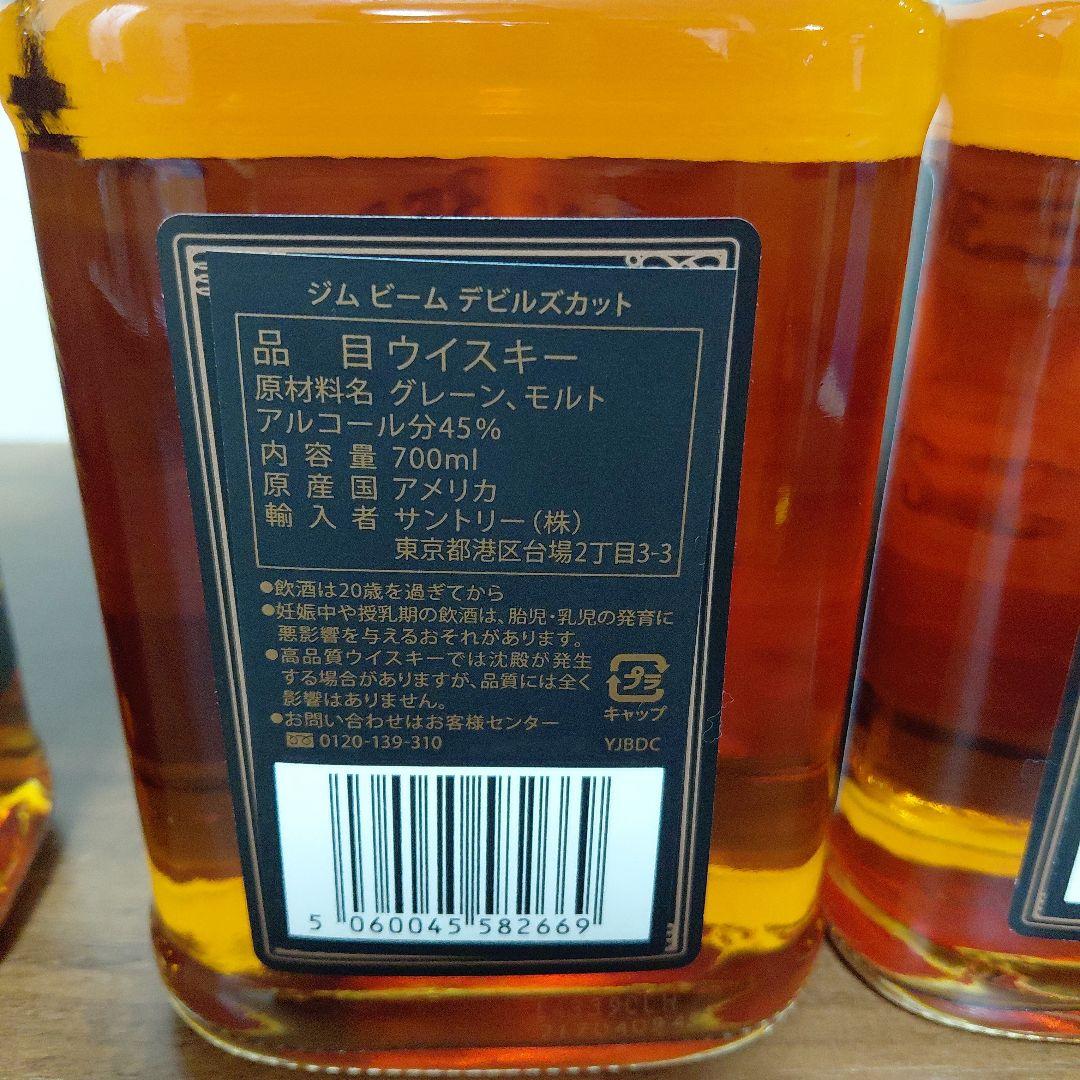 ジム ビーム デビルズカット
品 目 ウイスキー
原材料名 グレーン、モルト
アルコール分45%
内容量 700ml
原産国 アメリカ
輸入者 サントリー(株)
東京都港区台場2丁目3-3
●飲酒は20歳を過ぎてから
●妊娠中や授乳期の飲酒は、胎児・乳児の発育に
悪影響を与えるおそれがあります。
●高品質ウイスキーでは沈殿が発生
する場合がありますが、品質には全く
影響はありません。
●お問い合わせはお客様センター
0120-139-310
プラ
キャップ
YJBDC
5 060045 582669